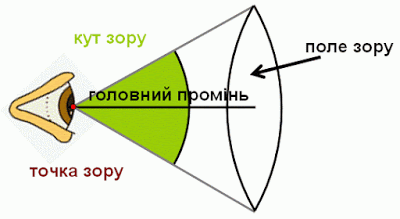 кут зору
поле зору
головний промінь
точка зору